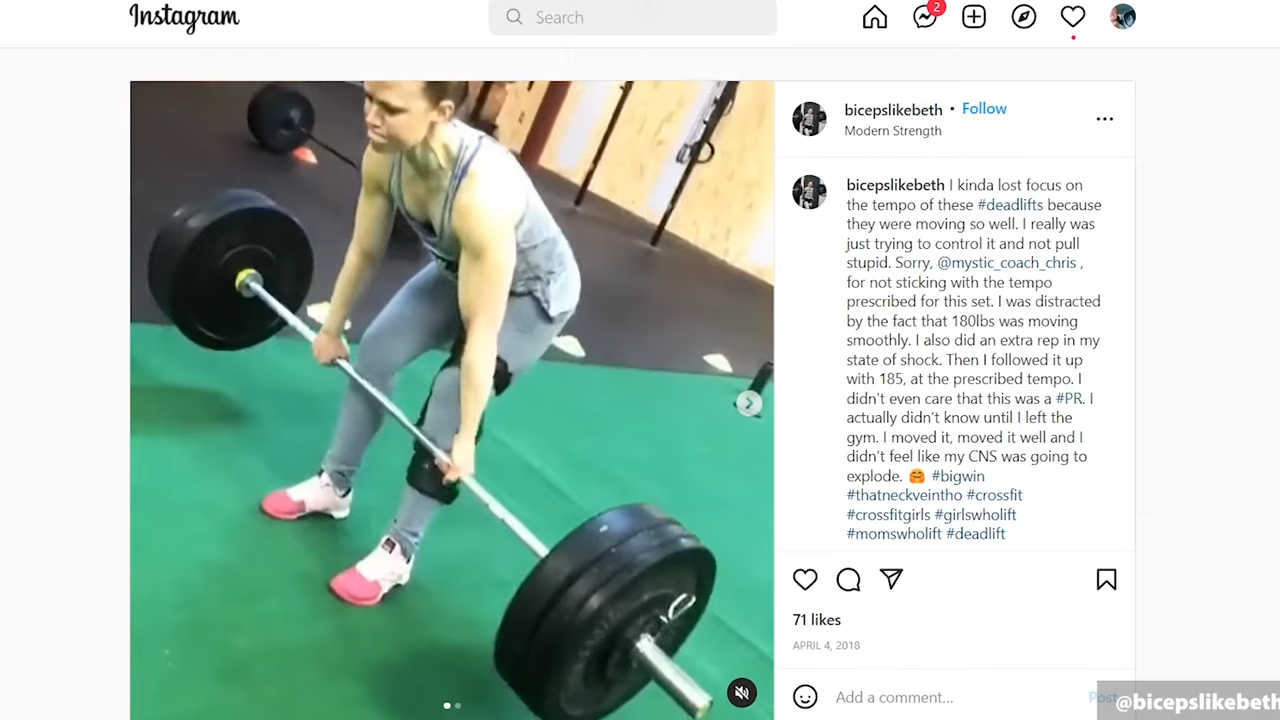 Instagram
Search
2
bicepslikebeth • Follow
Modern Strength
bicepslikebeth I kinda lost focus on
the tempo of these #deadlifts because
they were moving so well. I really was
just trying to control it and not pull
stupid. Sorry, @mystic_coach_chris ,
for not sticking with the tempo
prescribed for this set. I was distracted
by the fact that 180lbs was moving
smoothly. I also did an extra rep in my
state of shock. Then I followed it up
with 185, at the prescribed tempo. I
didn't even care that this was a #PR. I
actually didn't know until I left the
gym. I moved it, moved it well and I
didn't feel like my CNS was going to
explode. 🤗 #bigwin
#thatneckveintho #crossfit
#crossfitgirls #girlswholift
#momswholift #deadlift
71 likes
APRIL 4, 2018
Add a comment...
Post
@bicepslikebeth